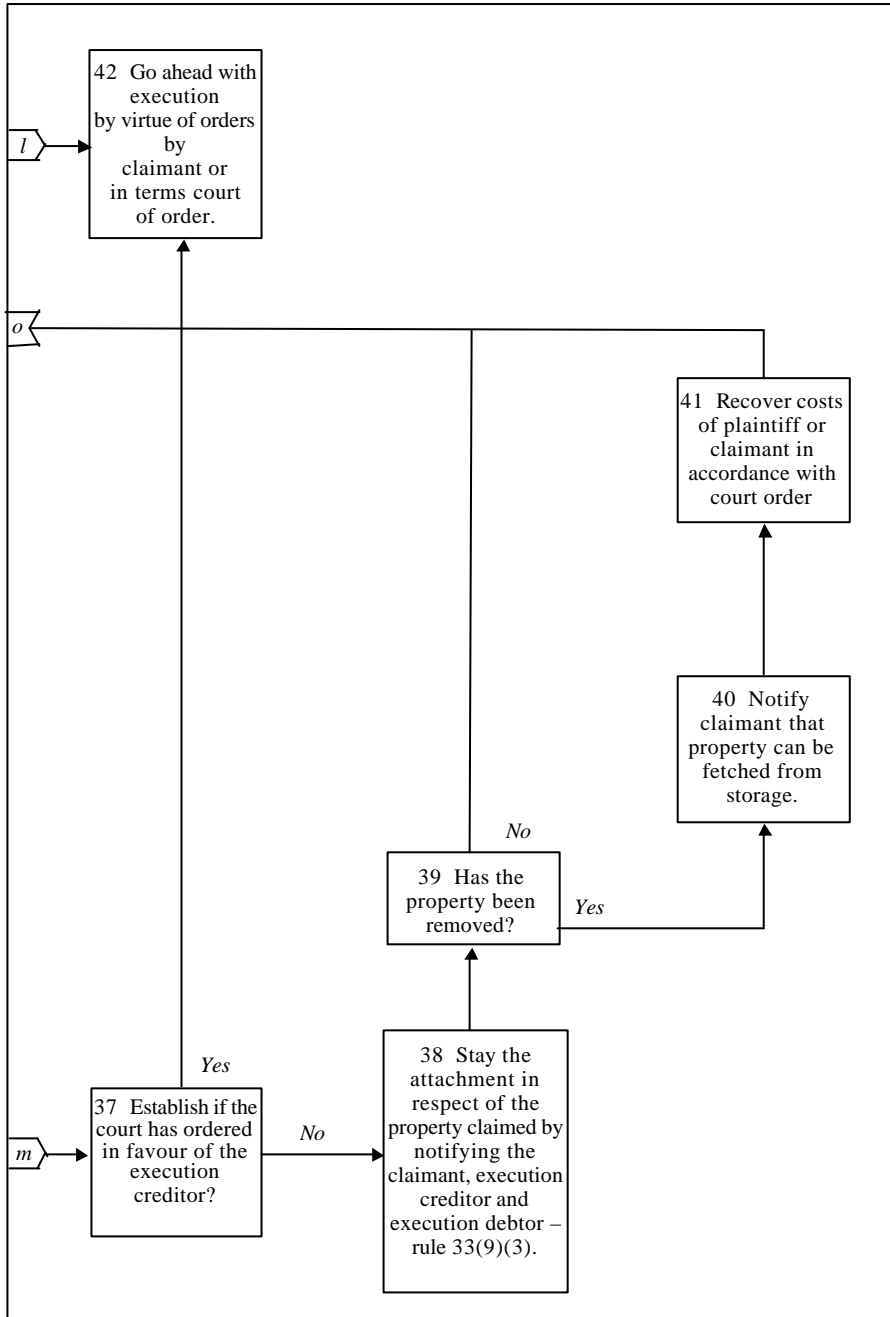 42 Go ahead with
execution
by virtue of orders
by
claimant or
in terms court
of order.
l
o
41 Recover costs
of plaintiff or
claimant in
accordance with
court order
40 Notify
claimant that
property can be
fetched from
storage.
No
39 Has the
property been
removed?
Yes
38 Stay the
attachment in
respect of the
property claimed by
notifying the
claimant, execution
creditor and
execution debtor –
rule 33(9)(3).
Yes
37 Establish if the
court has ordered
in favour of the
execution
creditor?
No
m